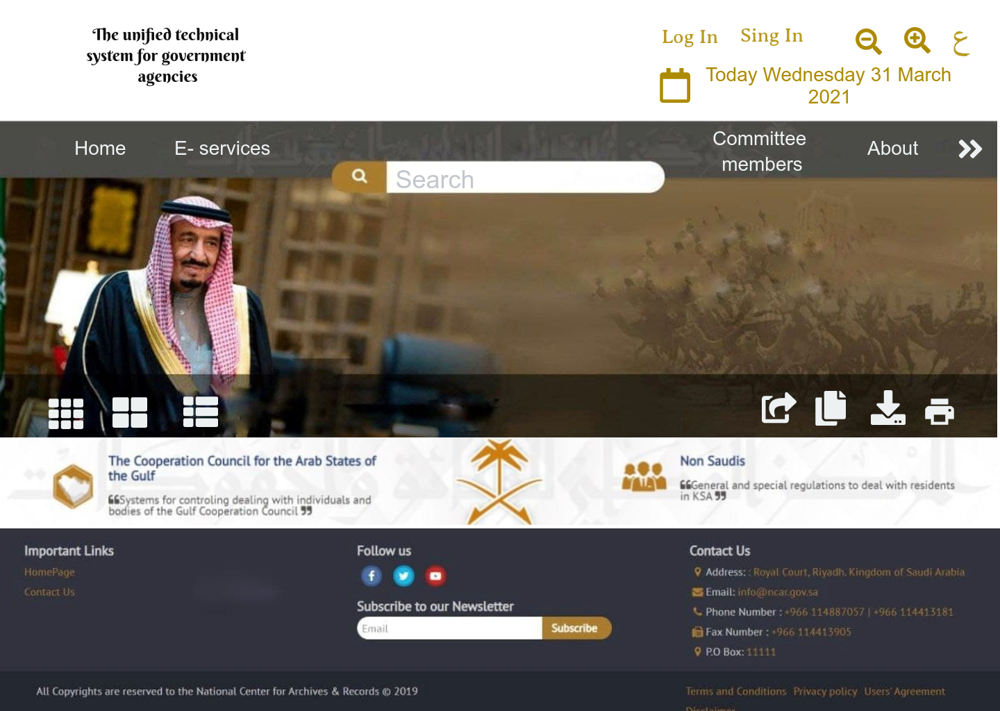 The unified technical
system for government
agencies
Log In
Sing In
ع
Today Wednesday 31 March
2021
Home
E- services
Committee
members
About
Search
The Cooperation Council for the Arab States of
the Gulf
❝Systems for controling dealing with individuals and
bodies of the Gulf Cooperation Council ❞
Non Saudis
❝General and special regulations to deal with residents
in KSA ❞
Important Links
HomePage
Contact Us
Follow us
Subscribe to our Newsletter
Email
Subscribe
Contact Us
Address: : Royal Court, Riyadh. Kingdom of Saudi Arabia
Email: info@ncar.gov.sa
Phone Number : +966 114887057 | +966 114413181
Fax Number : +966 114413905
P.O Box: 11111
All Copyrights are reserved to the National Center for Archives & Records © 2019
Terms and Conditions Privacy policy Users' Agreement
Disclaimer